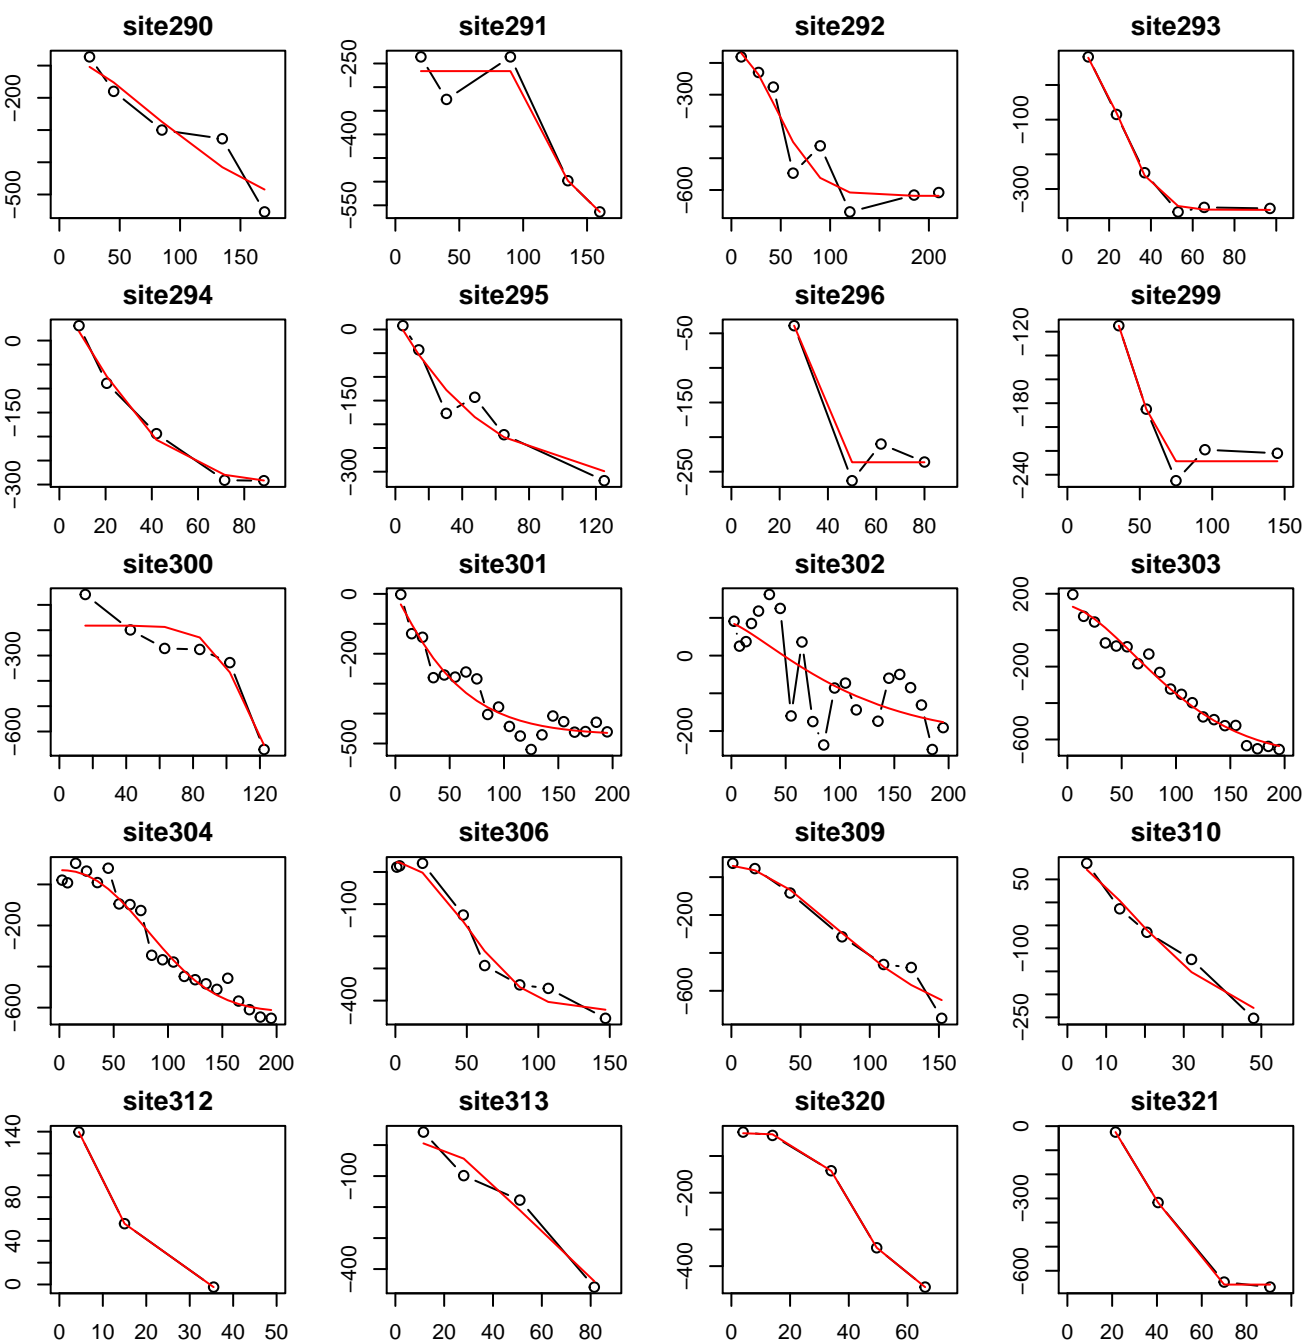 site290 site291 site292 site293
-200 -500 -250 -400 -550 -300 -600 -100 -300
0 50 100 150 0 50 100 150 0 50 100 200 0 20 40 60 80
site294 site295 site296 site299
0 -150 -300 0 -150 -300 -50 -150 -250 -120 -180 -240
0 20 40 60 80 0 40 80 120 0 20 40 60 80 0 50 100 150
site300 site301 site302 site303
-300 -600 0 -200 -500 0 -200 200 -200 -600
0 40 80 120 0 50 100 150 200 0 50 100 150 200 0 50 100 150 200
site304 site306 site309 site310
-200 -600 -100 -400 -200 -600 50 -100 -250
0 50 100 150 200 0 50 100 150 0 50 100 150 0 10 30 50
site312 site313 site320 site321
140 80 40 0 -100 -400 -200 -400 0 -300 -600
0 10 20 30 40 50 0 20 40 60 80 0 20 40 60 0 20 40 60 80